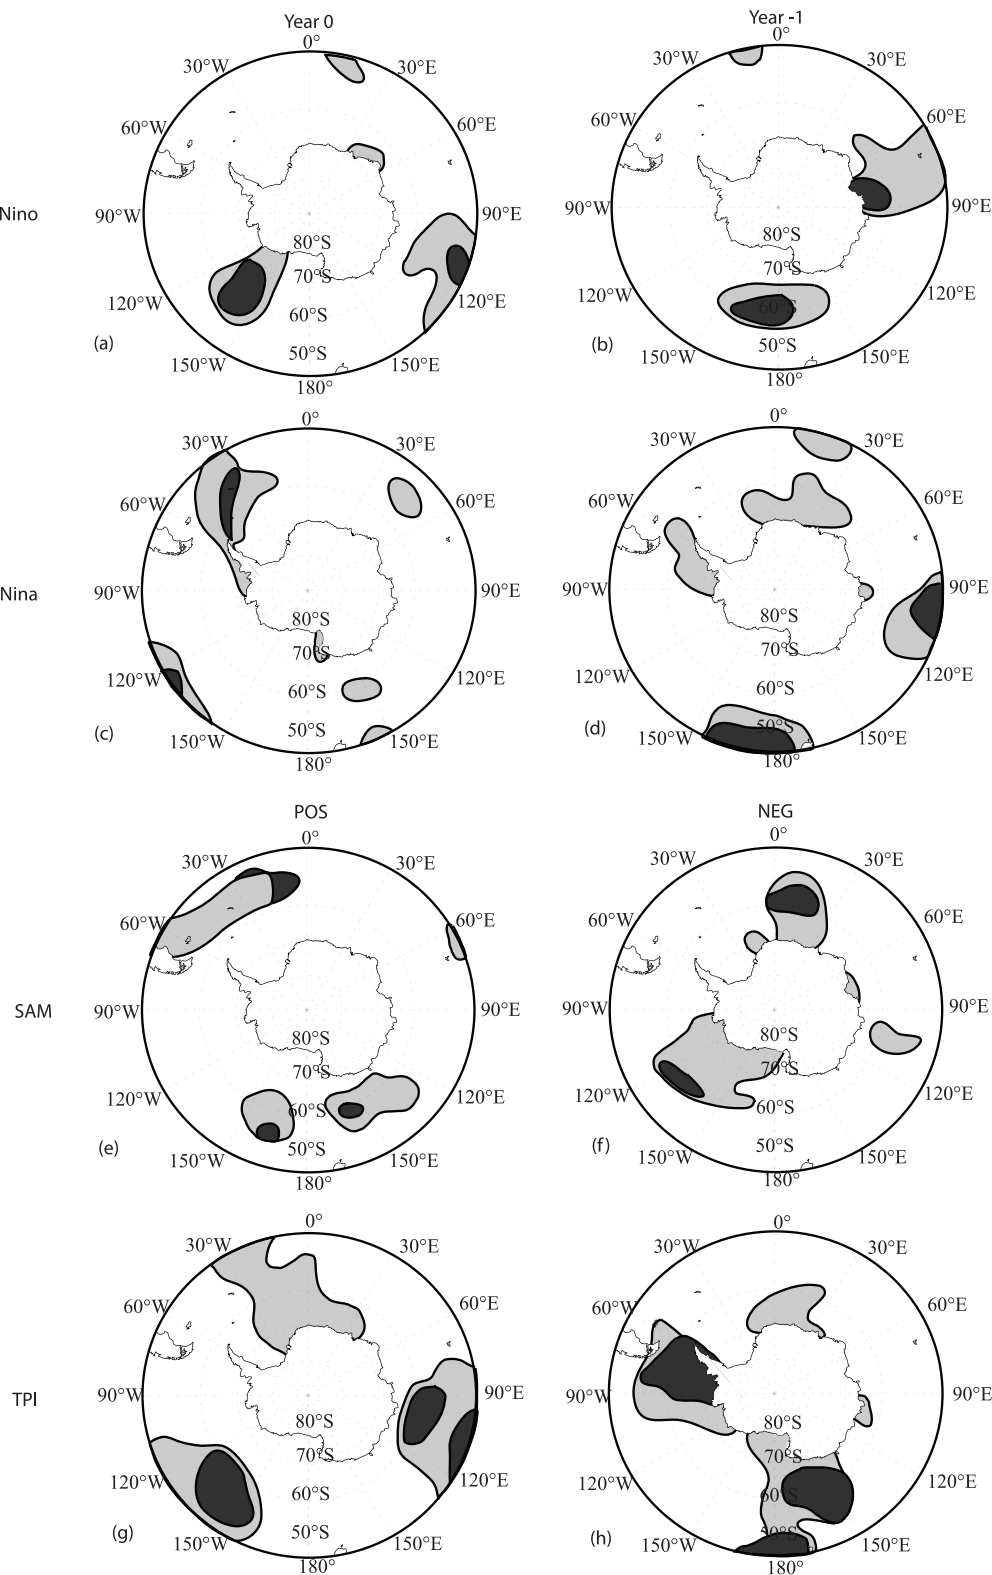 Year 0
Year -1
0°
0°
30°W
30°E
30°W
30°E
60°W
60°E
60°W
60°E
Nino
90°W
90°E
90°W
90°E
80°S
80°S
70°S
70°S
120°W
120°E
120°W
120°E
60°S
60°S
(a)
50°S
(b)
50°S
150°W
150°E
150°W
150°E
180°
180°
0°
0°
30°W
30°E
30°W
30°E
60°W
60°E
60°W
60°E
Nina
90°W
90°E
90°W
90°E
80°S
80°S
70°S
70°S
120°W
120°E
120°W
120°E
60°S
60°S
(c)
50°S
(d)
50°S
150°W
150°E
150°W
150°E
180°
180°
POS
NEG
0°
0°
30°W
30°E
30°W
30°E
60°W
60°E
60°W
60°E
SAM
90°W
90°E
90°W
90°E
80°S
80°S
70°S
70°S
120°W
120°E
120°W
120°E
60°S
60°S
(e)
50°S
(f)
50°S
150°W
150°E
150°W
150°E
180°
180°
0°
0°
30°W
30°E
30°W
30°E
60°W
60°E
60°W
60°E
TPI
90°W
90°E
90°W
90°E
80°S
80°S
70°S
70°S
120°W
120°E
120°W
120°E
60°S
60°S
(g)
50°S
(h)
50°S
150°W
150°E
150°W
150°E
180°
180°